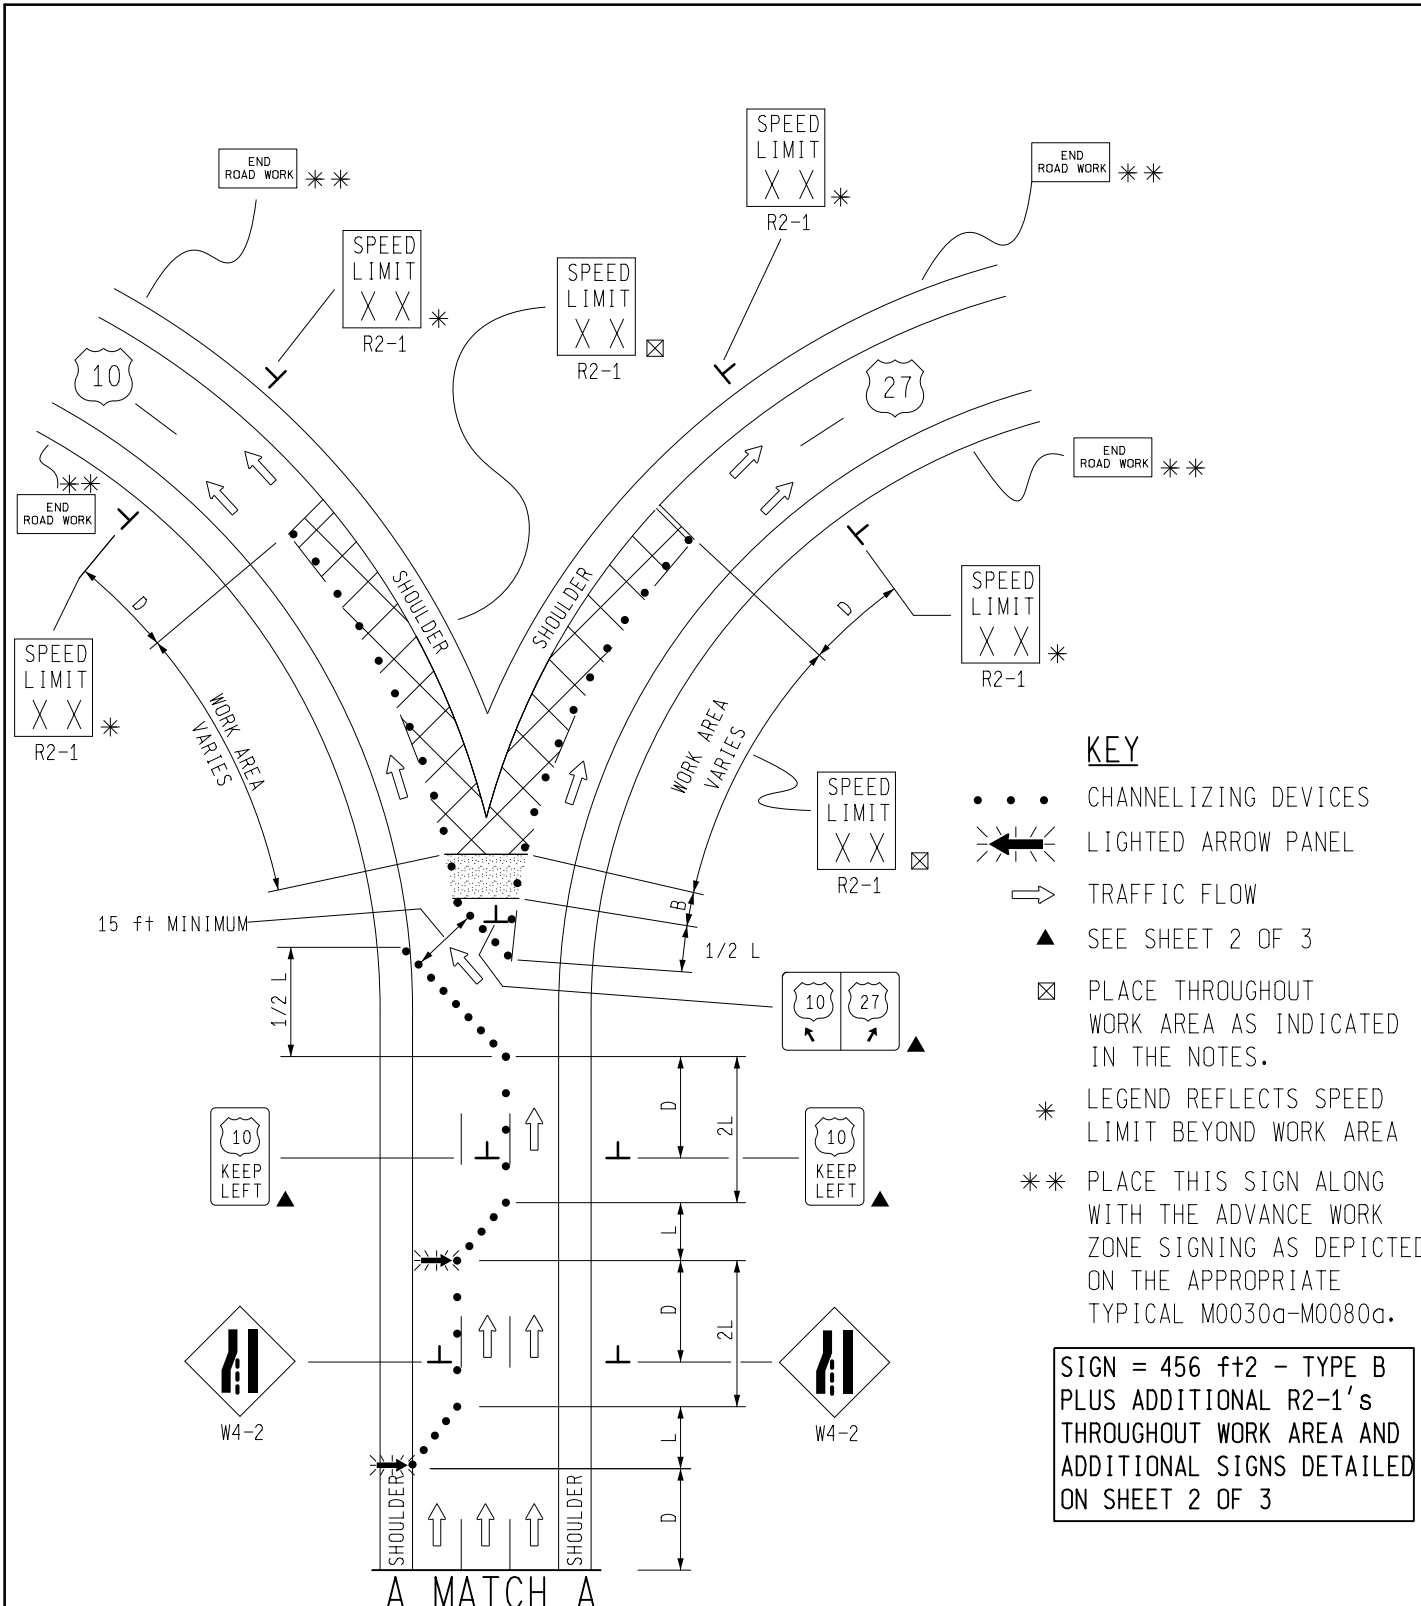 SPEED
LIMIT
X X
*
R2-1
END
ROAD WORK
**
END
ROAD WORK
**
SPEED
LIMIT
X X
*
R2-1
SPEED
LIMIT
X X
R2-1
10
27
END
ROAD WORK
**
**
END
ROAD WORK
SHOULDER
SHOULDER
D
D
SPEED
LIMIT
X X
*
R2-1
SPEED
LIMIT
X X
*
R2-1
WORK AREA
VARIES
WORK AREA
VARIES
SPEED
LIMIT
X X
R2-1
KEY
CHANNELIZING DEVICES
LIGHTED ARROW PANEL
TRAFFIC FLOW
SEE SHEET 2 OF 3
PLACE THROUGHOUT
WORK AREA AS INDICATED
IN THE NOTES.
* LEGEND REFLECTS SPEED
LIMIT BEYOND WORK AREA
** PLACE THIS SIGN ALONG
WITH THE ADVANCE WORK
ZONE SIGNING AS DEPICTED
ON THE APPROPRIATE
TYPICAL M0030a-M0080a.
B
15 ft MINIMUM
1/2 L
1/2 L
10 27
D
2L
10
KEEP
LEFT
10
KEEP
LEFT
L
D
2L
W4-2
W4-2
L
D
SHOULDER
SHOULDER
A MATCH A
SIGN = 456 ft2 - TYPE B
PLUS ADDITIONAL R2-1's
THROUGHOUT WORK AREA AND
ADDITIONAL SIGNS DETAILED
ON SHEET 2 OF 3